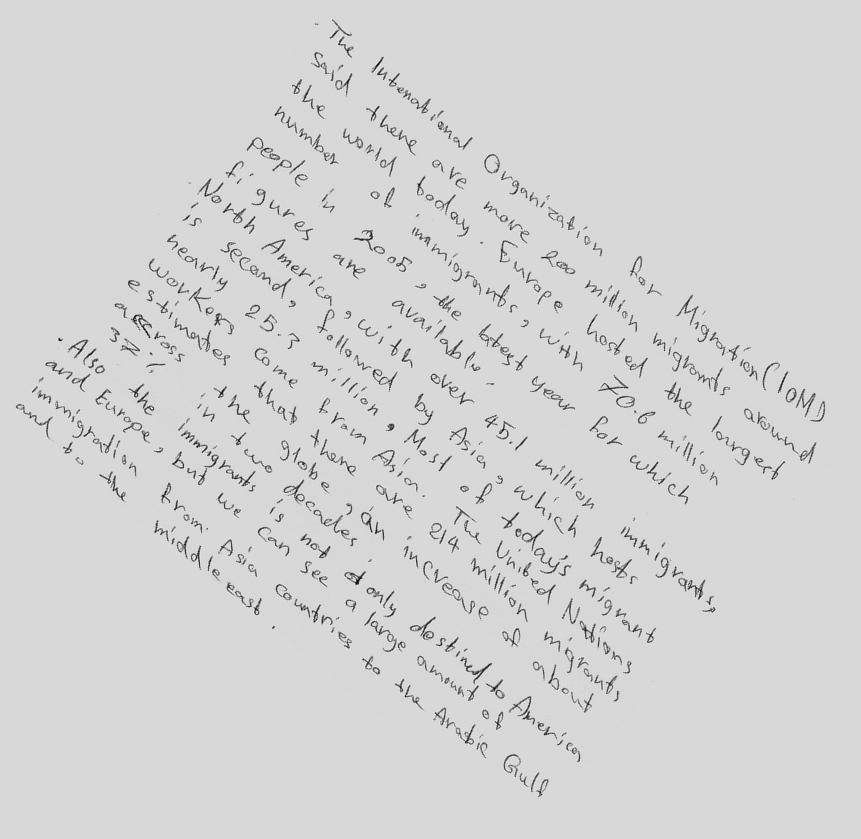 . The International Organization for Migration (IOM)
said there are more 200 million migrants around
the world today. Europe hosted the largest
number of immigrants, with 70.6 million
people in 2005, the latest year for which
figures are available.
. North America, with over 45.1 million immigrants,
is second, followed by Asia, which hosts
nearly 25.3 million, Most of today's migrant
workers come from Asia. The United Nations
estimates that there are 214 million migrants
across the globe, an increase of about
37% in two decades.
. Also the immigrants is not only destined to American
and Europe, but we can see a large amount of
immigration from Asia countries to the Arabic Gulf
and to the middle east.